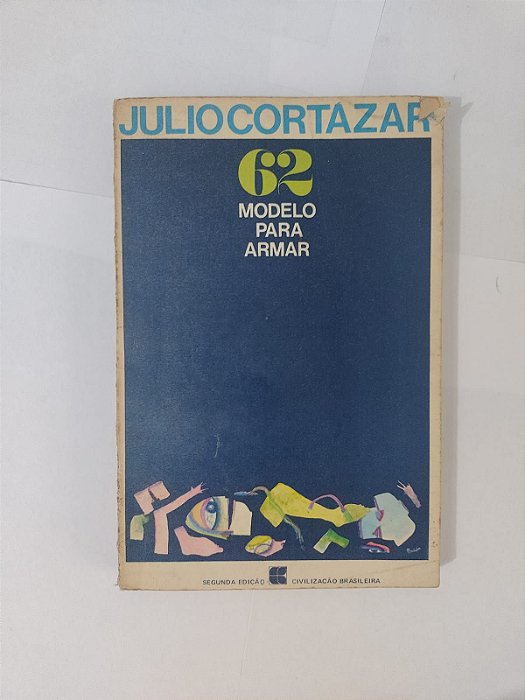 JULIO CORTAZAR
62
MODELO
PARA
ARMAR
SEGUNDA EDIÇÃO CIVILIZAÇÃO BRASILEIRA